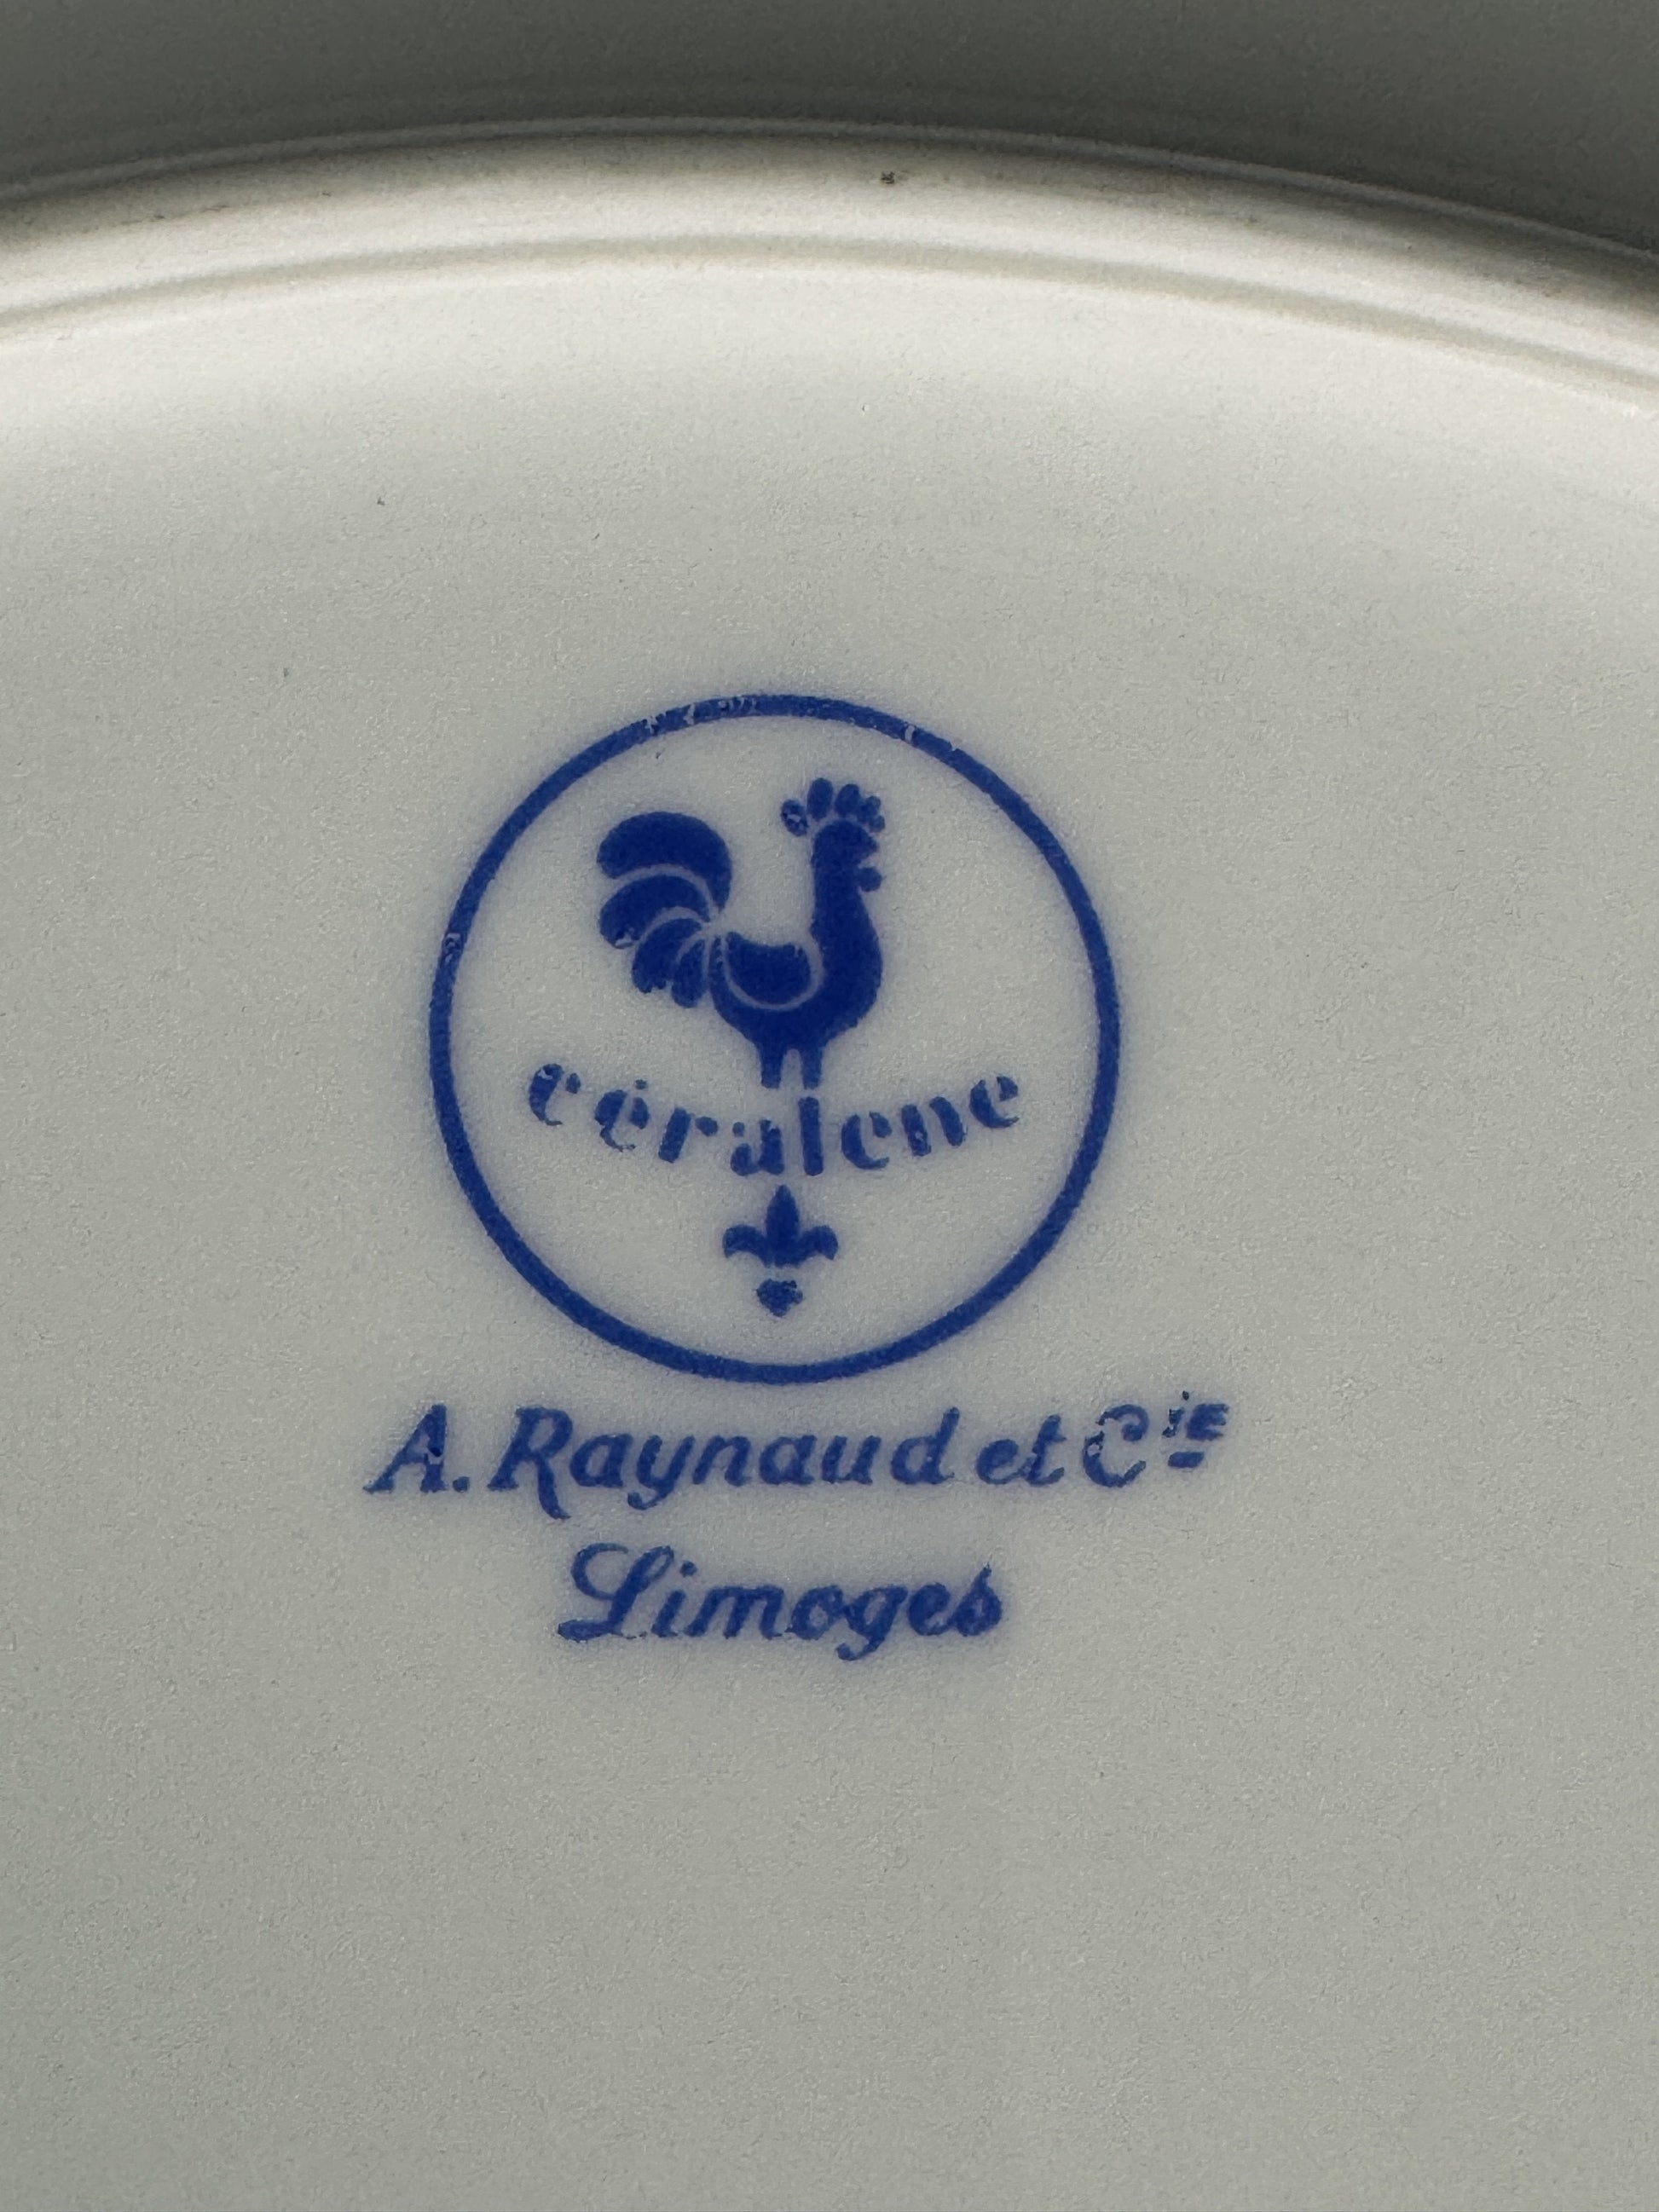 céralene
A. Raynaud et Cie
Limoges